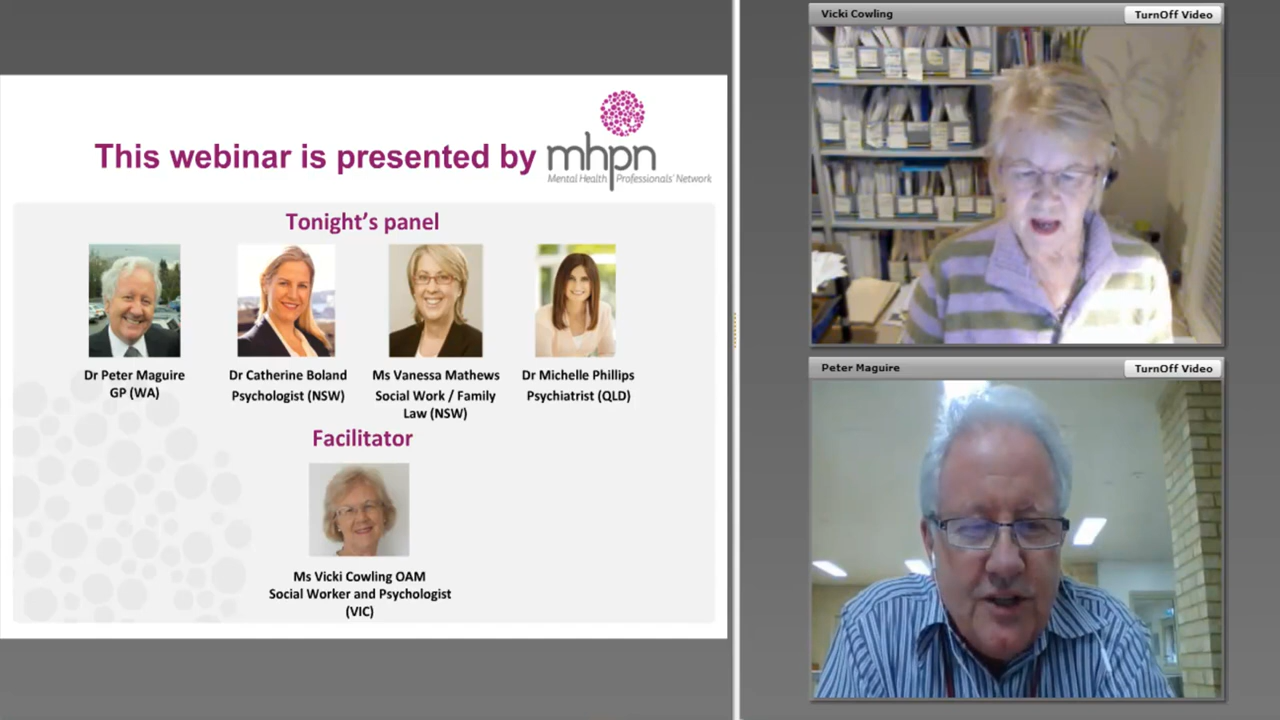 This webinar is presented by
mhpn
Mental Health Professionals' Network
Tonight's panel
Dr Peter Maguire
GP (WA)
Dr Catherine Boland
Psychologist (NSW)
Ms Vanessa Mathews
Social Work / Family
Law (NSW)
Dr Michelle Phillips
Psychiatrist (QLD)
Facilitator
Ms Vicki Cowling OAM
Social Worker and Psychologist
(VIC)
Vicki Cowling
TurnOff Video
Peter Maguire
TurnOff Video